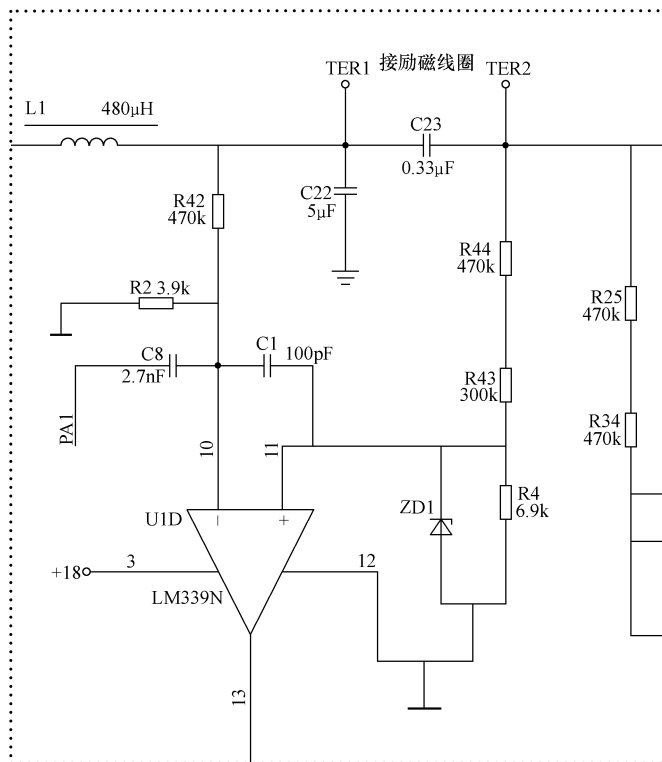 TER1 接励磁线圈 TER2
L1 480μH
C23
0.33μF
C22
5μF
R42
470k
R44
470k
R2 3.9k
R25
470k
C8
2.7nF
C1 100pF
R43
300k
PA1
10
11
R34
470k
ZD1
R4
6.9k
U1D
− +
+18
3
12
LM339N
13